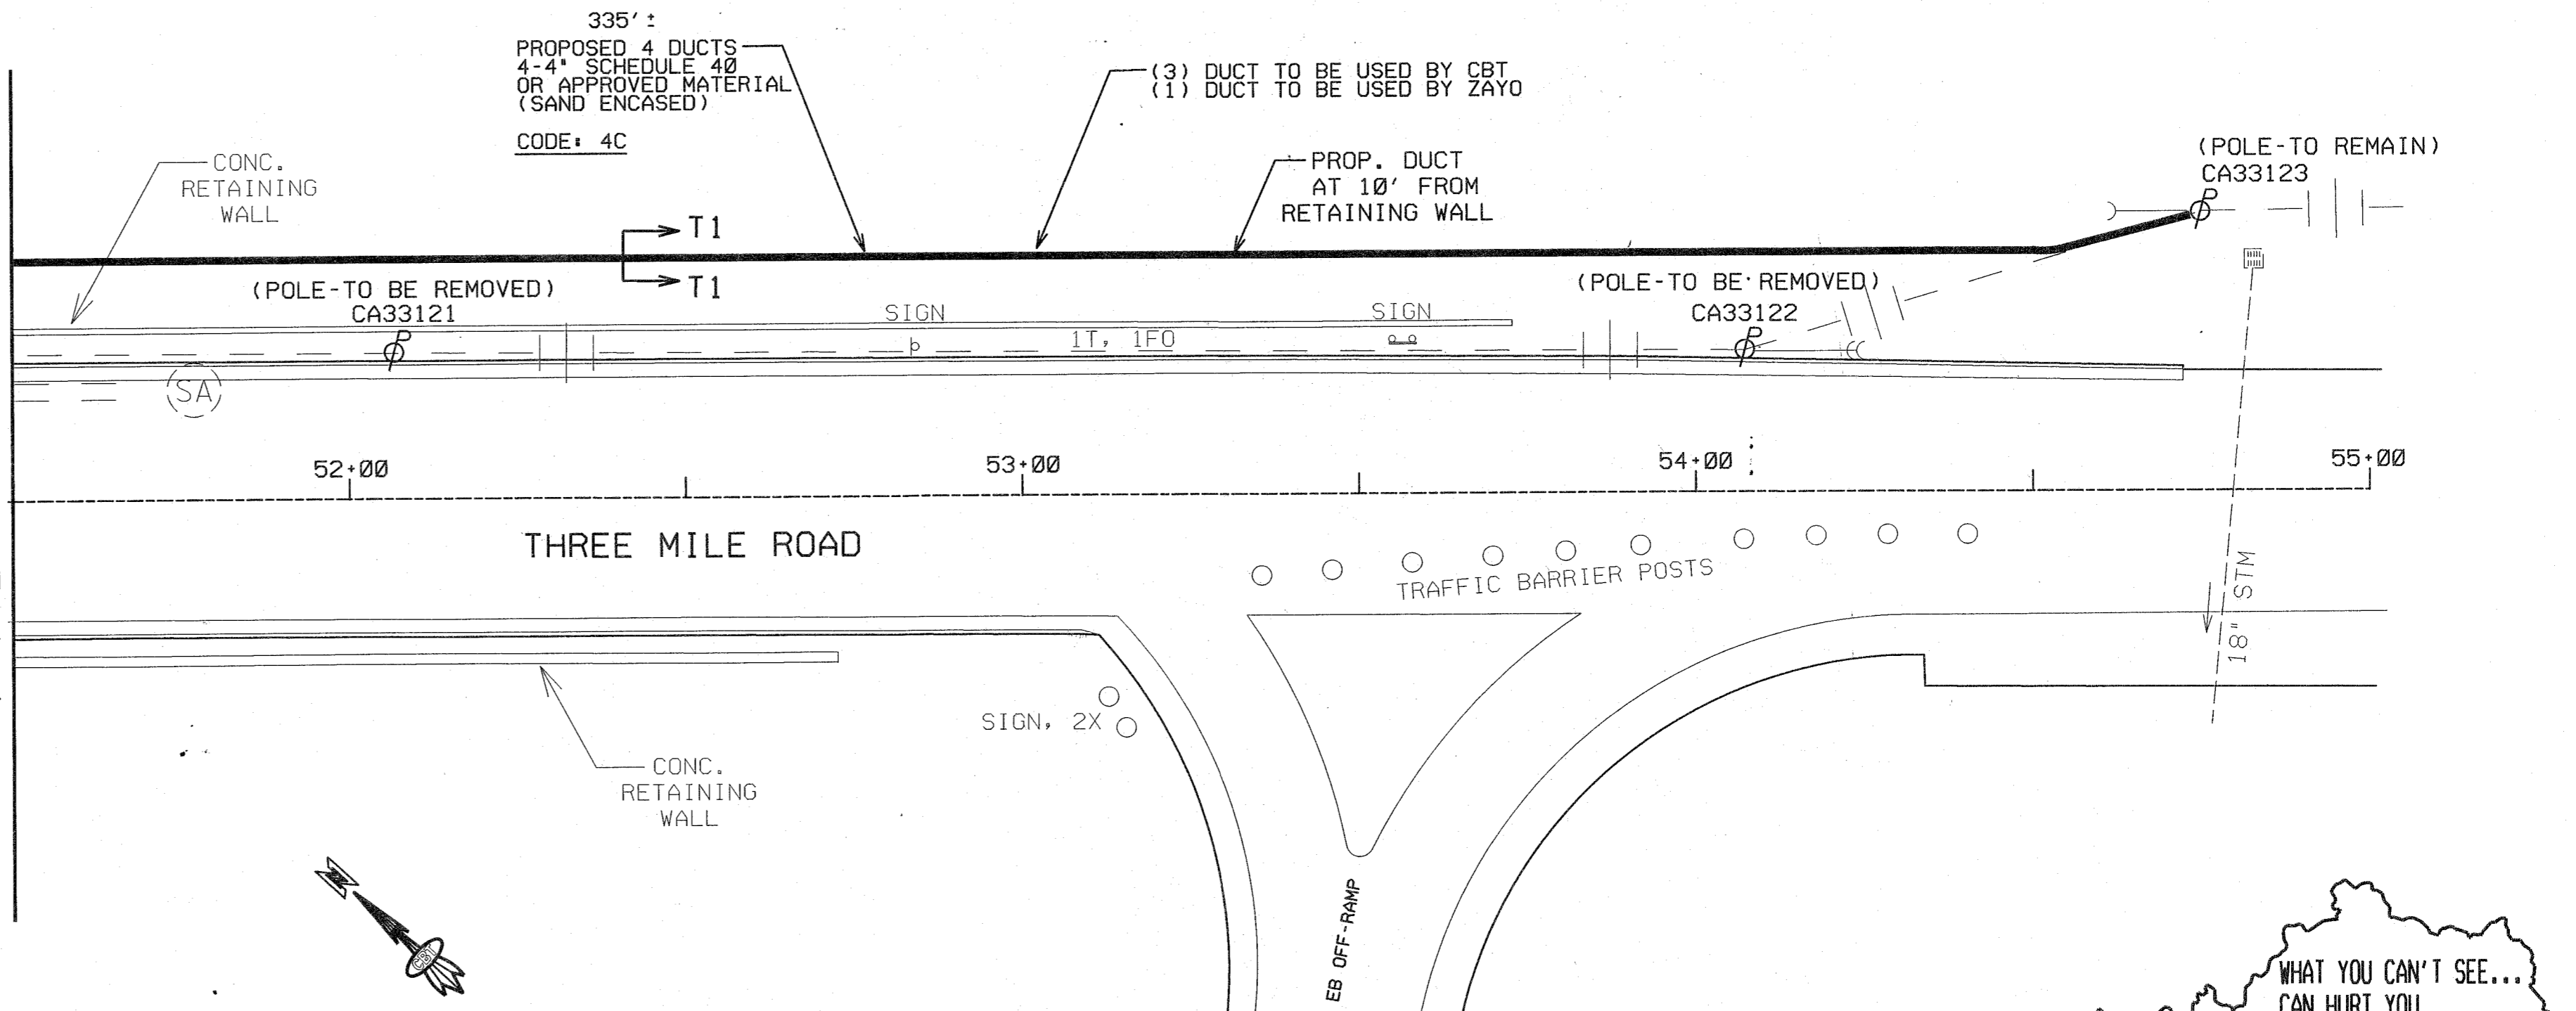 335' ±
PROPOSED 4 DUCTS
4-4" SCHEDULE 40
OR APPROVED MATERIAL
(SAND ENCASED)
CODE: 4C
(3) DUCT TO BE USED BY CBT
(1) DUCT TO BE USED BY ZAYO
PROP. DUCT
AT 10' FROM
RETAINING WALL
(POLE-TO REMAIN)
CA33123
CONC.
RETAINING
WALL
T1
T1
(POLE-TO BE REMOVED)
CA33121
SIGN
SIGN
(POLE-TO BE REMOVED)
CA33122
1T, 1FO
SA
52+00
53+00
54+00
55+00
THREE MILE ROAD
TRAFFIC BARRIER POSTS
18" STM
SIGN, 2X
CONC.
RETAINING
WALL
N
CBT
EB OFF-RAMP
WHAT YOU CAN'T SEE...
CAN HURT YOU